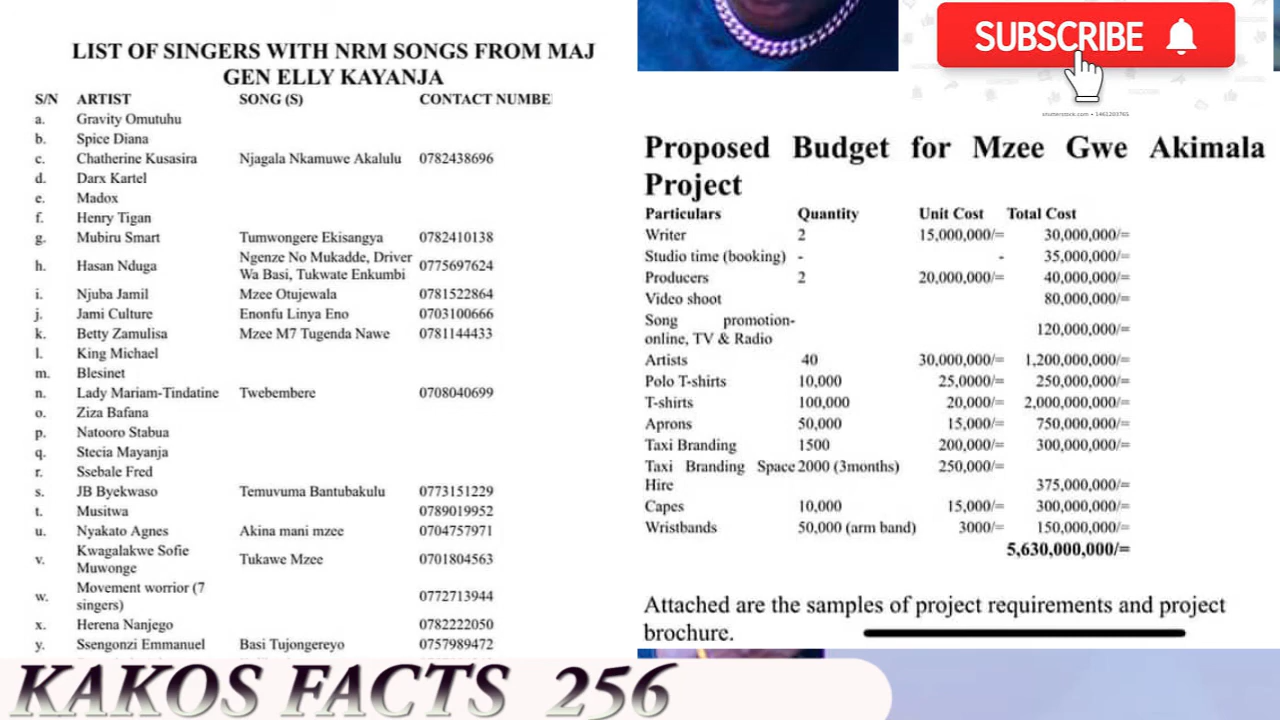 LIST OF SINGERS WITH NRM SONGS FROM MAJ
GEN ELLY KAYANJA
S/N ARTIST SONG (S) CONTACT NUMBE
a. Gravity Omutuhu
b. Spice Diana
c. Chatherine Kusasira Njagala Nkamuwe Akalulu 0782438696
d. Darx Kartel
e. Madox
f. Henry Tigan
g. Mubiru Smart Tumwongere Ekisangya 0782410138
h. Hasan Nduga Ngenze No Mukadde, Driver
Wa Basi, Tukwate Enkumbi 0775697624
i. Njuba Jamil Mzee Otujewala 0781522864
j. Jami Culture Enonfu Linya Eno 0703100666
k. Betty Zamulisa Mzee M7 Tugenda Nawe 0781144433
l. King Michael
m. Blesinet
n. Lady Mariam-Tindatine Twebembere 0708040699
o. Ziza Bafana
p. Natooro Stabua
q. Stecia Mayanja
r. Ssebale Fred
s. JB Byekwaso Temuvuma Bantubakulu 0773151229
t. Musitwa 0789019952
u. Nyakato Agnes Akina mani mzee 0704757971
v. Kwagalakwe Sofie
Muwonge Tukawe Mzee 0701804563
w. Movement worrior (7
singers) 0772713944
x. Herena Nanjego 0782222050
y. Ssengonzi Emmanuel Basi Tujongereyo 0757989472
SUBSCRIBE
shutterstock.com • 1461203765
Proposed Budget for Mzee Gwe Akimala
Project
Particulars Quantity Unit Cost Total Cost
Writer 2 15,000,000/= 30,000,000/=
Studio time (booking) - - 35,000,000/=
Producers 2 20,000,000/= 40,000,000/=
Video shoot 80,000,000/=
Song promotion-
online, TV & Radio 120,000,000/=
Artists 40 30,000,000/= 1,200,000,000/=
Polo T-shirts 10,000 25,0000/= 250,000,000/=
T-shirts 100,000 20,000/= 2,000,000,000/=
Aprons 50,000 15,000/= 750,000,000/=
Taxi Branding 1500 200,000/= 300,000,000/=
Taxi Branding Space 2000 (3months) 250,000/=
Hire 375,000,000/=
Capes 10,000 15,000/= 300,000,000/=
Wristbands 50,000 (arm band) 3000/= 150,000,000/=
5,630,000,000/=
Attached are the samples of project requirements and project
brochure.
KAKOS FACTS 256